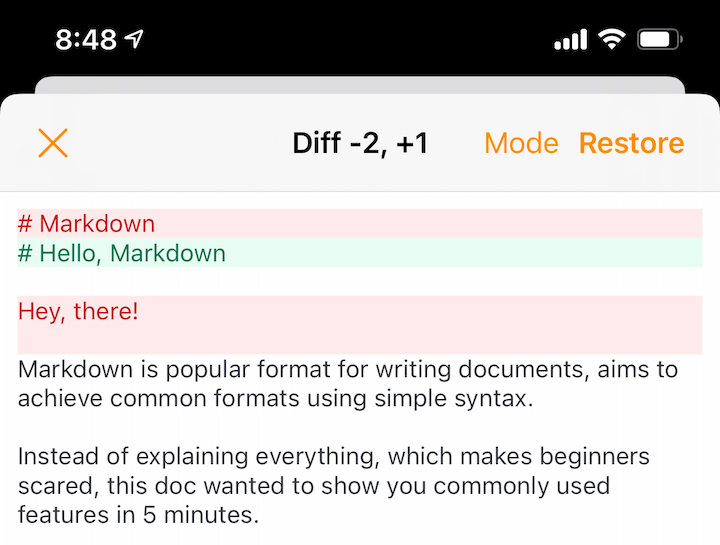 8:48
Diff -2, +1
Mode
Restore
# Markdown
# Hello, Markdown
Hey, there!
Markdown is popular format for writing documents, aims to
achieve common formats using simple syntax.
Instead of explaining everything, which makes beginners
scared, this doc wanted to show you commonly used
features in 5 minutes.